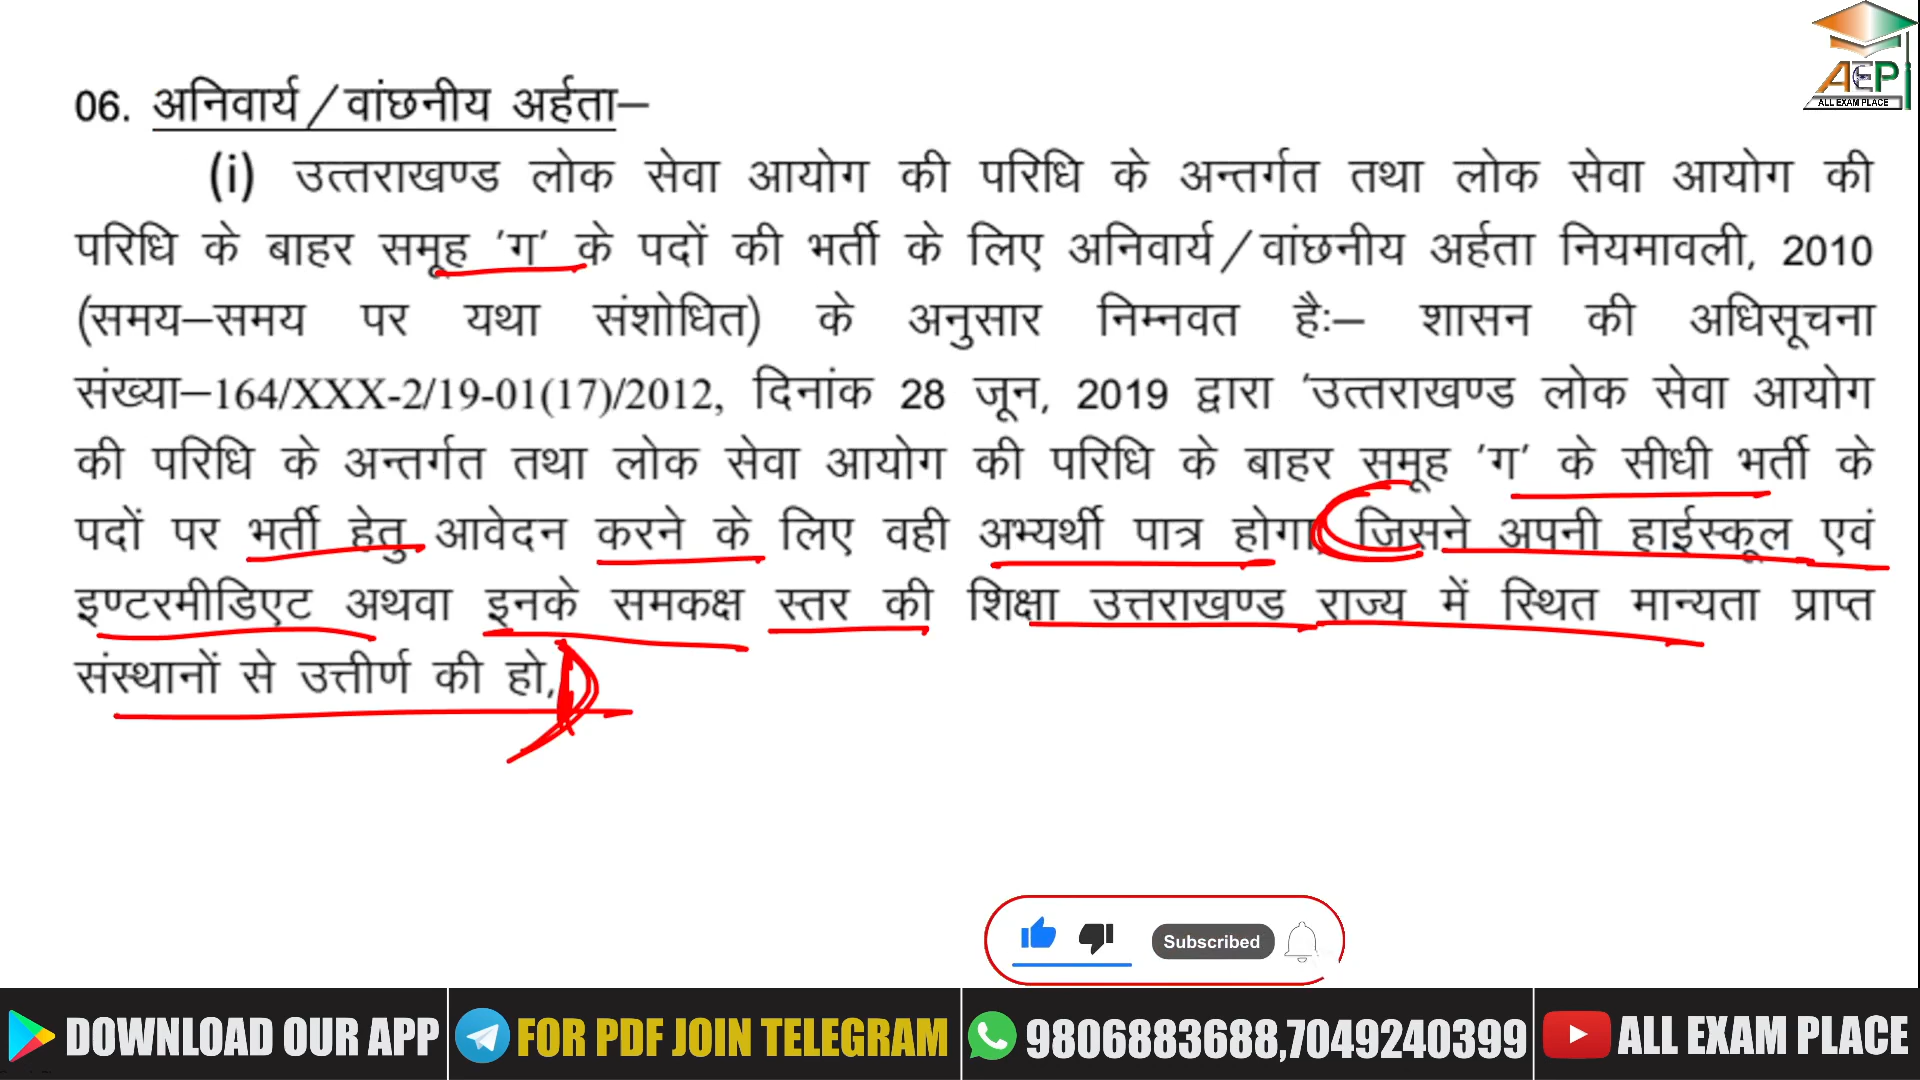 AEP
ALL EXAM PLACE
06. अनिवार्य/वांछनीय अर्हता–
(i) उत्तराखण्ड लोक सेवा आयोग की परिधि के अन्तर्गत तथा लोक सेवा आयोग की
परिधि के बाहर समूह 'ग' के पदों की भर्ती के लिए अनिवार्य/वांछनीय अर्हता नियमावली, 2010
(समय–समय पर यथा संशोधित) के अनुसार निम्नवत हैः– शासन की अधिसूचना
संख्या–164/XXX-2/19-01(17)/2012, दिनांक 28 जून, 2019 द्वारा 'उत्तराखण्ड लोक सेवा आयोग
की परिधि के अन्तर्गत तथा लोक सेवा आयोग की परिधि के बाहर समूह 'ग' के सीधी भर्ती के
पदों पर भर्ती हेतु आवेदन करने के लिए वही अभ्यर्थी पात्र होगा, जिसने अपनी हाईस्कूल एवं
इण्टरमीडिएट अथवा इनके समकक्ष स्तर की शिक्षा उत्तराखण्ड राज्य में स्थित मान्यता प्राप्त
संस्थानों से उत्तीर्ण की हो,
Subscribed
DOWNLOAD OUR APP FOR PDF JOIN TELEGRAM 9806883688,7049240399 ALL EXAM PLACE